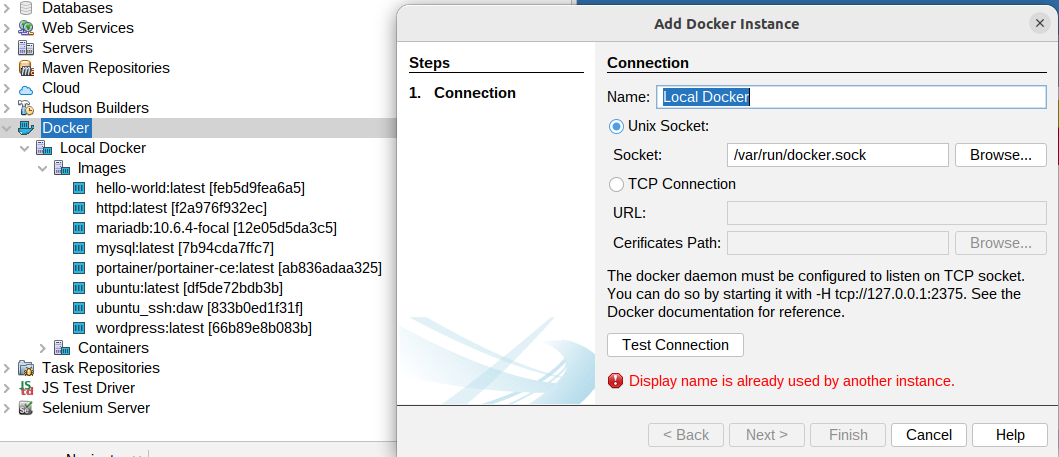 Databases
Web Services
Servers
Maven Repositories
Cloud
Hudson Builders
Docker
Local Docker
Images
hello-world:latest [feb5d9fea6a5]
httpd:latest [f2a976f932ec]
mariadb:10.6.4-focal [12e05d5da3c5]
mysql:latest [7b94cda7ffc7]
portainer/portainer-ce:latest [ab836adaa325]
ubuntu:latest [df5de72bdb3b]
ubuntu_ssh:daw [833b0ed1f31f]
wordpress:latest [66b89e8b083b]
Containers
Task Repositories
JS Test Driver
Selenium Server
Add Docker Instance
Steps
1. Connection
Connection
Name: Local Docker
Unix Socket:
Socket: /var/run/docker.sock Browse...
TCP Connection
URL:
Cerificates Path: Browse...
The docker daemon must be configured to listen on TCP socket.
You can do so by starting it with -H tcp://127.0.0.1:2375. See the
Docker documentation for reference.
Test Connection
Display name is already used by another instance.
< Back Next > Finish Cancel Help